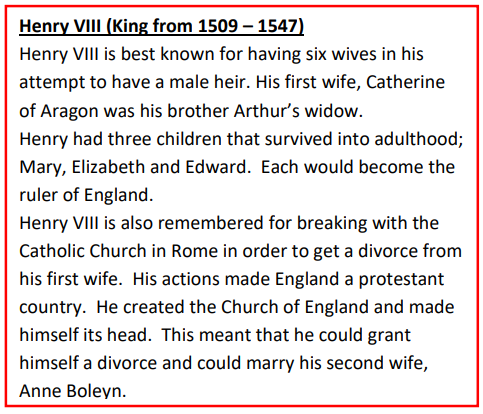 Henry VIII (King from 1509 – 1547)
Henry VIII is best known for having six wives in his
attempt to have a male heir. His first wife, Catherine
of Aragon was his brother Arthur’s widow.
Henry had three children that survived into adulthood;
Mary, Elizabeth and Edward.  Each would become the
ruler of England.
Henry VIII is also remembered for breaking with the
Catholic Church in Rome in order to get a divorce from
his first wife.  His actions made England a protestant
country.  He created the Church of England and made
himself its head.  This meant that he could grant
himself a divorce and could marry his second wife,
Anne Boleyn.